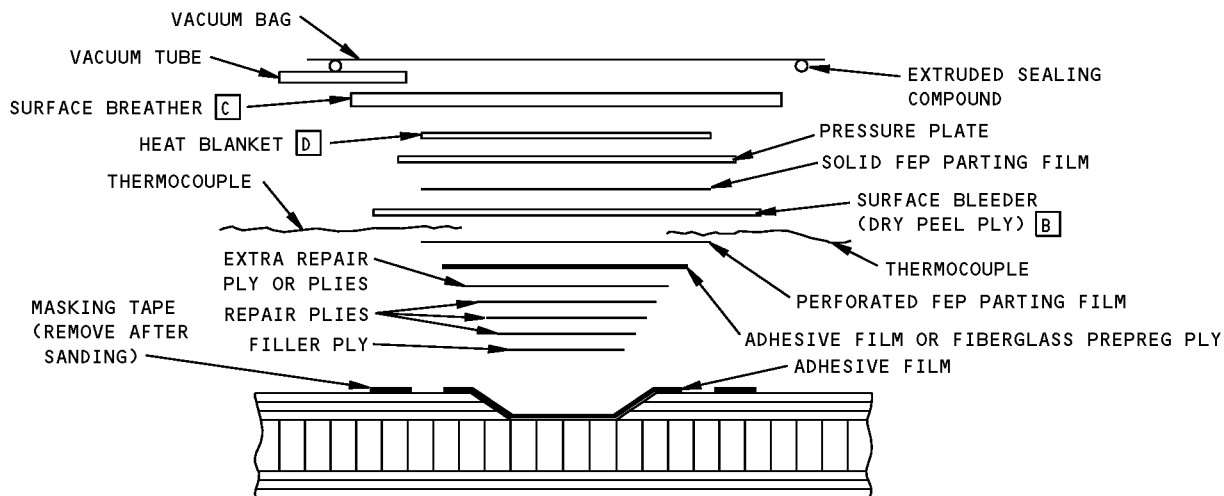 VACUUM BAG
VACUUM TUBE
EXTRUDED SEALING
COMPOUND
SURFACE BREATHER C
PRESSURE PLATE
HEAT BLANKET D
SOLID FEP PARTING FILM
THERMOCOUPLE
SURFACE BLEEDER
(DRY PEEL PLY) B
THERMOCOUPLE
EXTRA REPAIR
PLY OR PLIES
PERFORATED FEP PARTING FILM
MASKING TAPE
(REMOVE AFTER
SANDING)
REPAIR PLIES
ADHESIVE FILM OR FIBERGLASS PREPREG PLY
FILLER PLY
ADHESIVE FILM